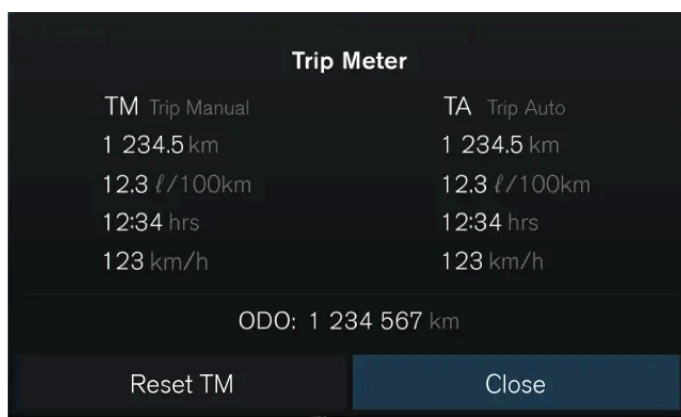 Trip Meter
TM Trip Manual
1 234.5 km
12.3 ℓ/100km
12:34 hrs
123 km/h
TA Trip Auto
1 234.5 km
12.3 ℓ/100km
12:34 hrs
123 km/h
ODO: 1 234 567 km
Reset TM
Close